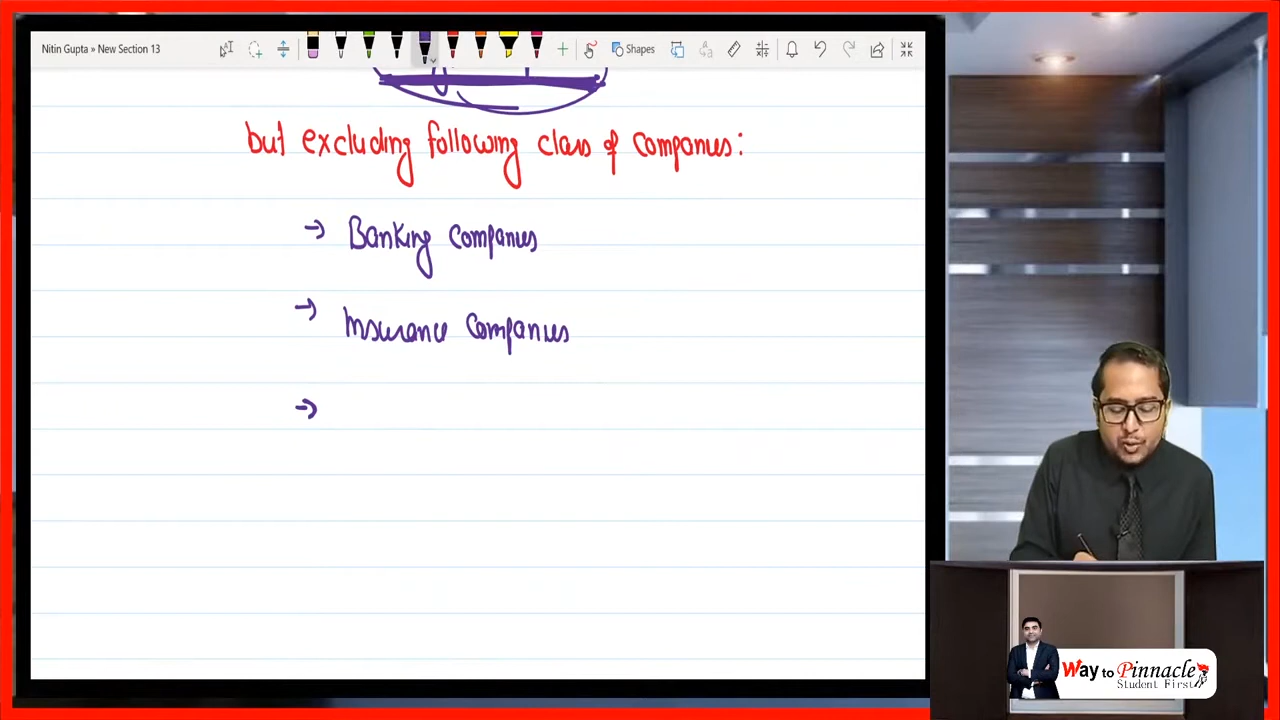 Nitin Gupta » New Section 13
Shapes
but excluding following class of companies:
→ Banking Companies
→ Insurance Companies
→
Way to Pinnacle
Student First